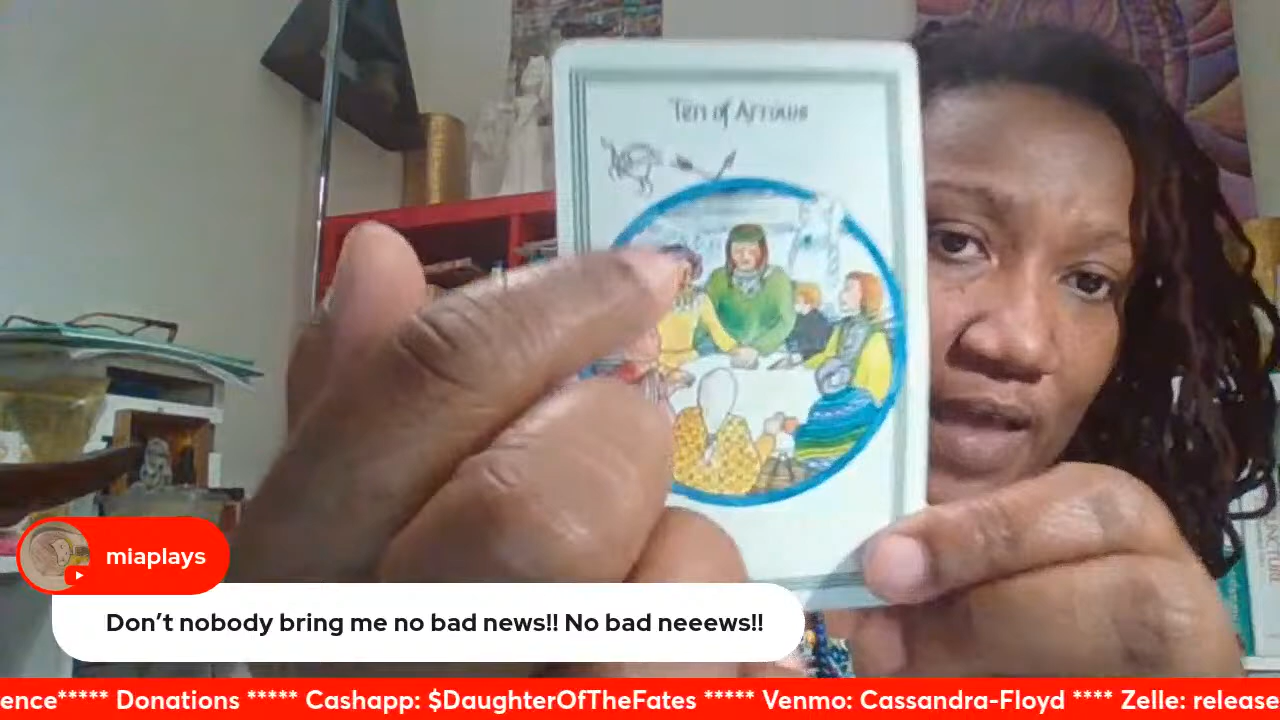 Ten of Arrows
miaplays
Don’t nobody bring me no bad news!! No bad neeews!!
ence***** Donations ***** Cashapp: $DaughterOfTheFates ***** Venmo: Cassandra-Floyd **** Zelle: release